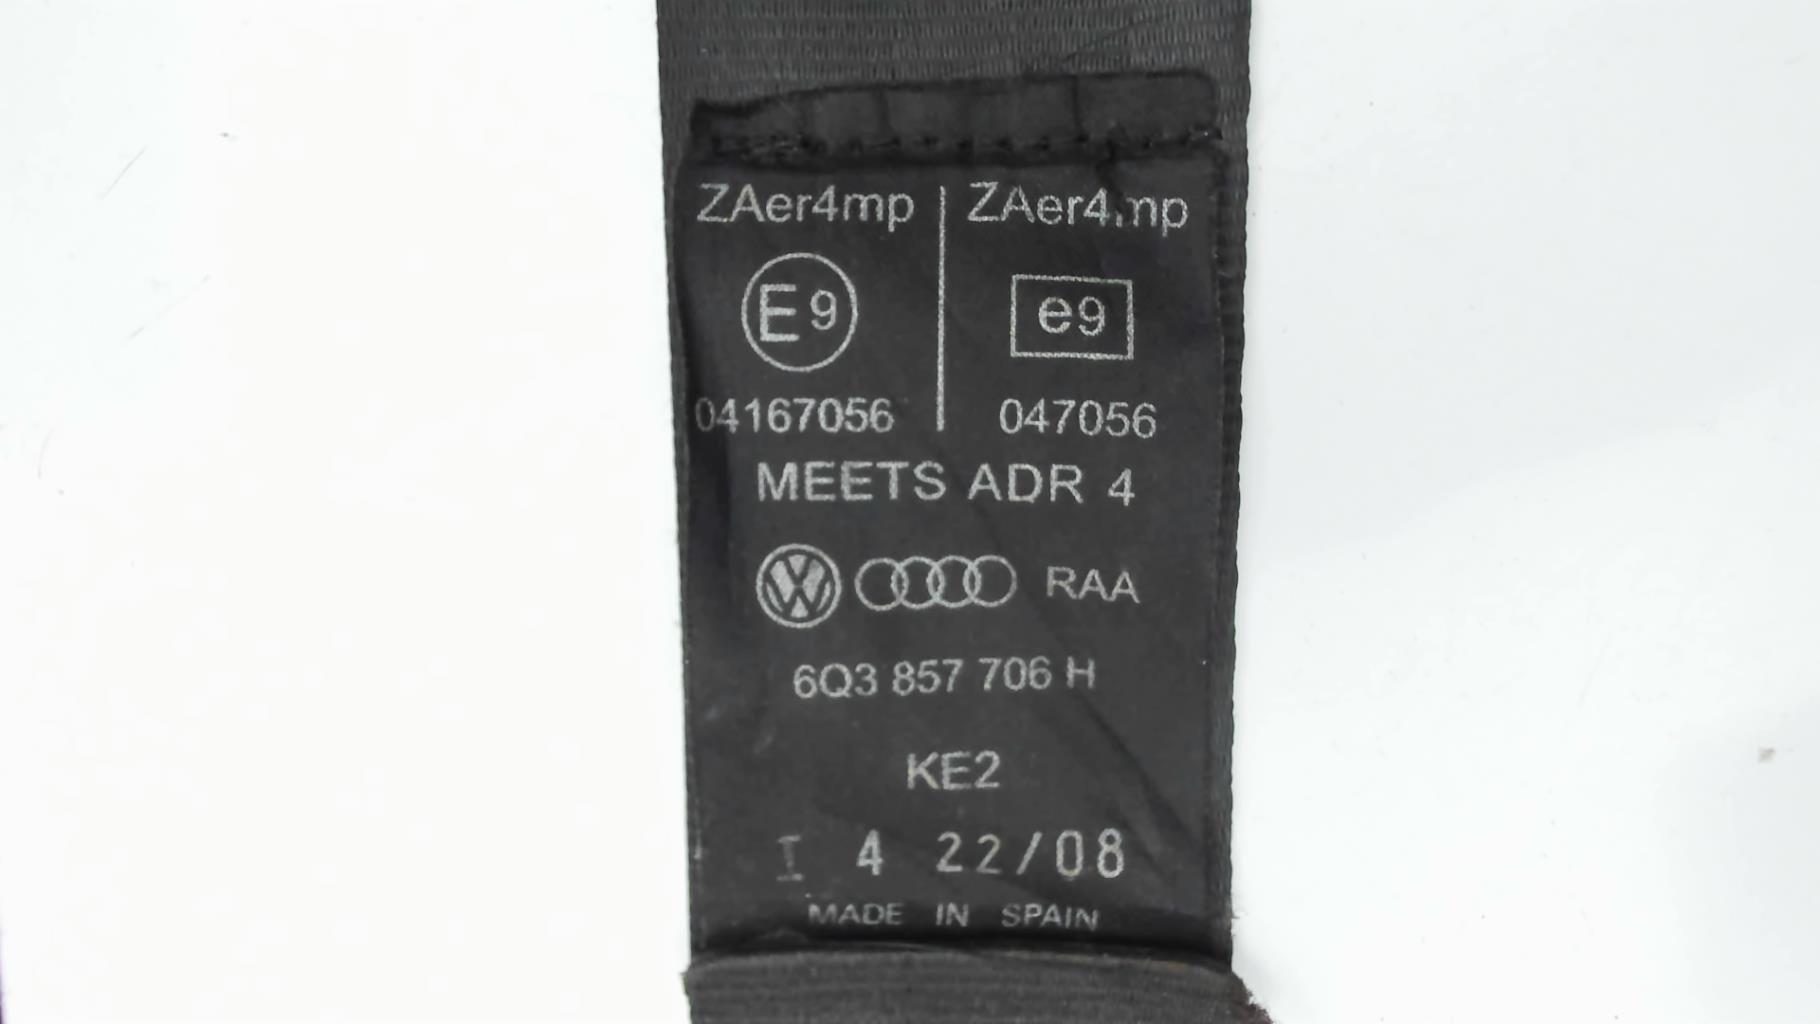 ZAer4mp ZAer4mp
E9 e9
04167056 047056
MEETS ADR 4
RAA
6Q3 857 706 H
KE2
I 4 22/08
MADE IN SPAIN